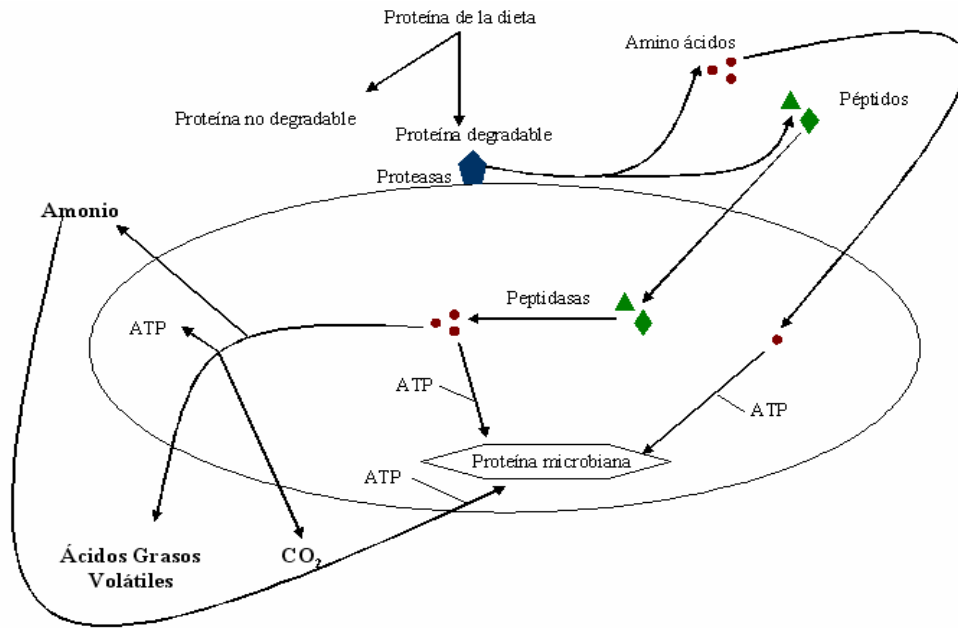 Proteína de la dieta
Amino ácidos
Péptidos
Proteína no degradable
Proteína degradable
Proteasas
Amonio
Peptidasas
ATP
ATP
ATP
Proteína microbiana
ATP
Ácidos Grasos
Volátiles
CO₂